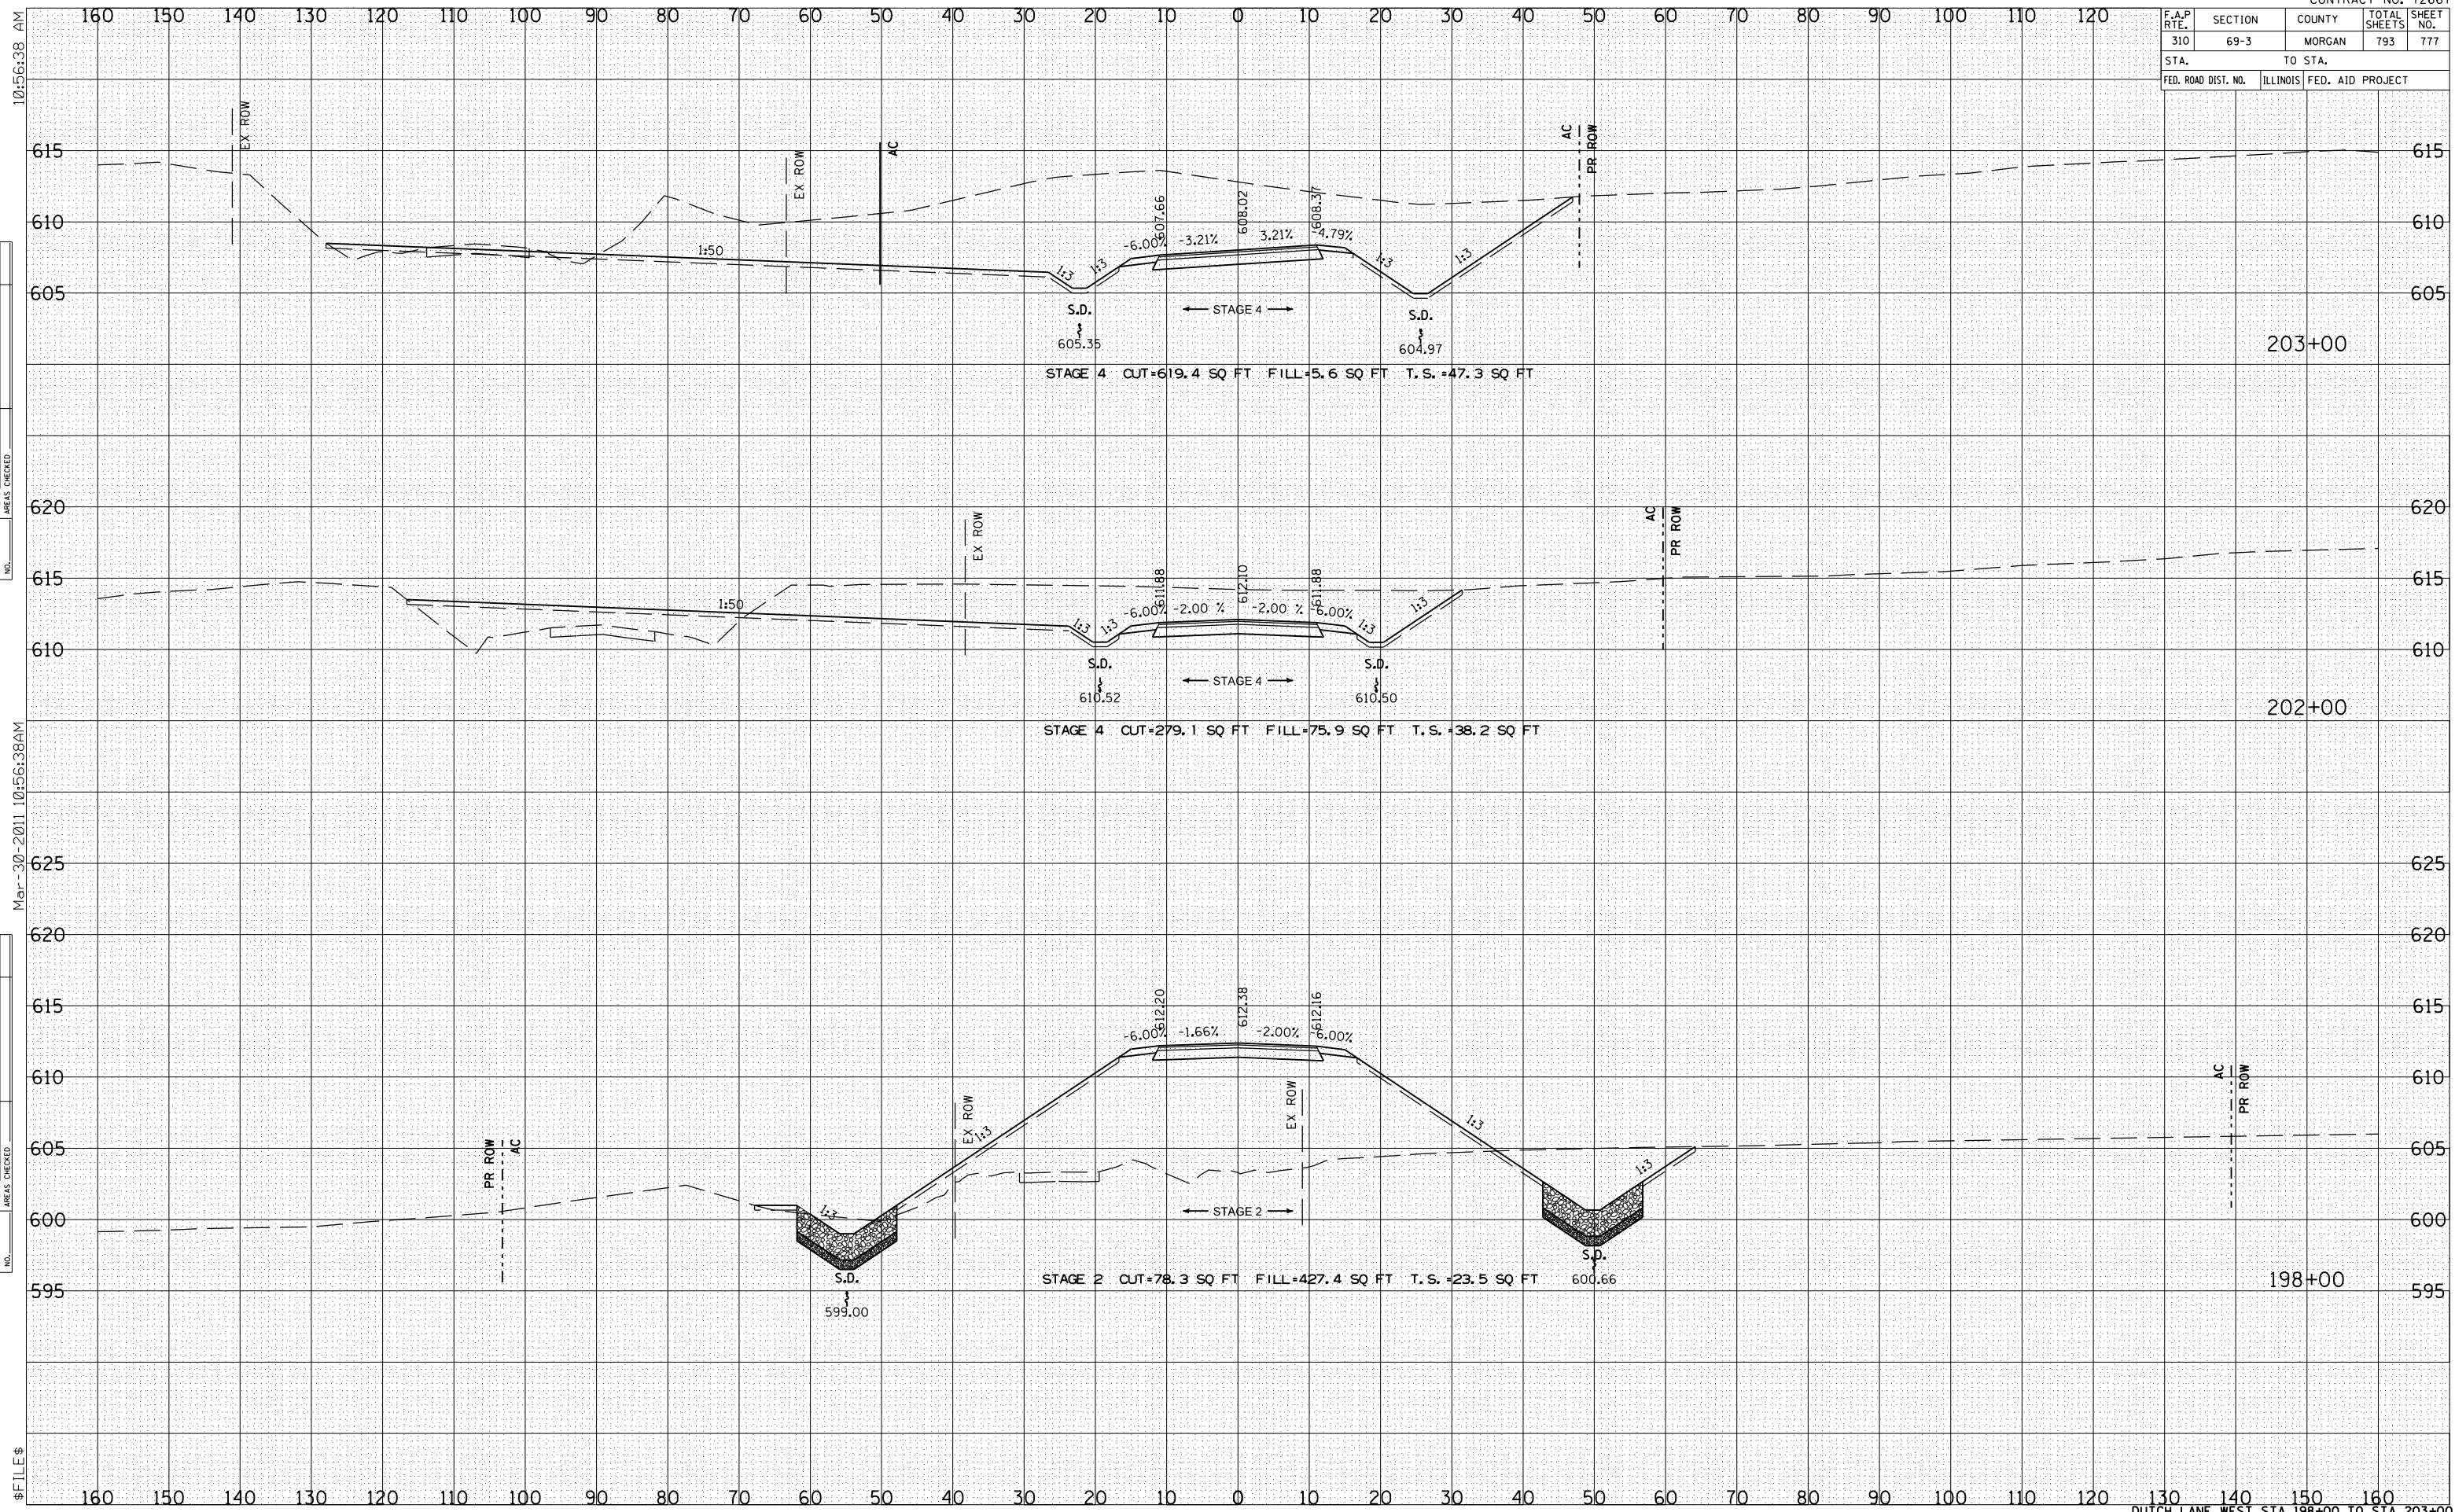 160 150 140 130 120 110 100 90 80 70 60 50 40 30 20 10 0 10 20 30 40 50 60 70 80 90 100 110 120
F.A.P RTE. SECTION COUNTY TOTAL SHEETS SHEET NO.
310 69-3 MORGAN 793 777
STA. TO STA.
FED. ROAD DIST. NO. ILLINOIS FED. AID PROJECT
10:56:38 AM
EX ROW
EX ROW
AC
AC
PR ROW
615 615
610 610
605 605
1:50
1:3
1:3
-6.00%
607.66
-3.21%
608.02
3.21%
608.37
-4.79%
1:3
1:3
S.D.
605.35
STAGE 4
S.D.
604.97
203+00
STAGE 4 CUT=619.4 SQ FT FILL=5.6 SQ FT T.S.=47.3 SQ FT
AREAS CHECKED
NO.
620 620
615 615
610 610
EX ROW
AC
PR ROW
1:50
1:3
1:3
-6.00%
611.88
-2.00 %
612.10
-2.00 %
611.88
-6.00%
1:3
1:3
S.D.
610.52
STAGE 4
S.D.
610.50
202+00
STAGE 4 CUT=279.1 SQ FT FILL=75.9 SQ FT T.S.=38.2 SQ FT
Mar-30-2011 10:56:38AM
625 625
620 620
615 615
610 610
605 605
600 600
595 595
-6.00%
612.20
-1.66%
612.38
-2.00%
612.16
-6.00%
PR ROW
AC
EX ROW
1:3
EX ROW
1:3
AC
PR ROW
1:3
1:3
STAGE 2
S.D.
599.00
STAGE 2 CUT=78.3 SQ FT FILL=427.4 SQ FT T.S.=23.5 SQ FT
S.D.
600.66
198+00
AREAS CHECKED
NO.
$FILE$
160 150 140 130 120 110 100 90 80 70 60 50 40 30 20 10 0 10 20 30 40 50 60 70 80 90 100 110 120 130 140 150 160
DUTCH LANE WEST STA 198+00 TO STA 203+00